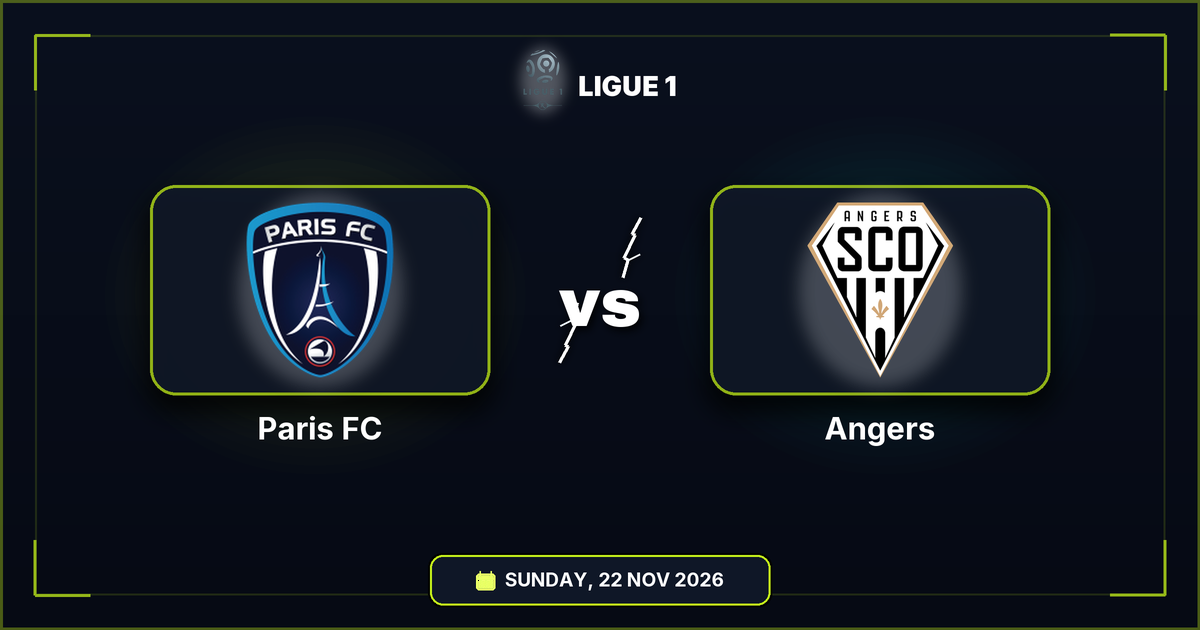 LIGUE 1
PARIS FC
ANGERS
SCO
vs
Paris FC
Angers
SUNDAY, 22 NOV 2026